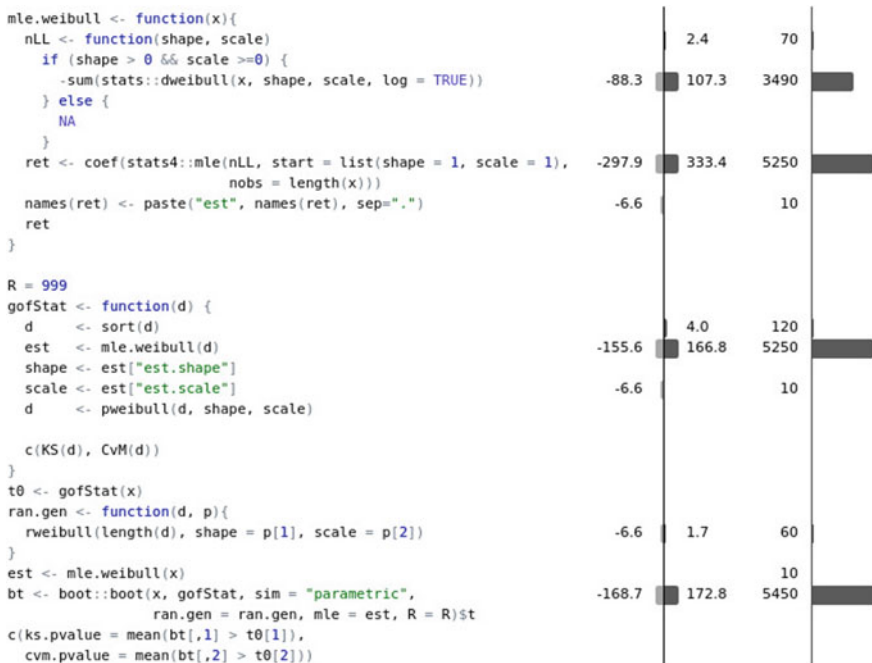 mle.weibull <- function(x){
  nLL <- function(shape, scale) 2.4 70
    if (shape > 0 && scale >=0) {
      -sum(stats::dweibull(x, shape, scale, log = TRUE)) -88.3 107.3 3490
    } else {
      NA
    }
  ret <- coef(stats4::mle(nLL, start = list(shape = 1, scale = 1), -297.9 333.4 5250
                          nobs = length(x)))
  names(ret) <- paste("est", names(ret), sep=".") -6.6 10
  ret
}
R = 999
gofStat <- function(d) {
  d     <- sort(d) 4.0 120
  est   <- mle.weibull(d) -155.6 166.8 5250
  shape <- est["est.shape"]
  scale <- est["est.scale"] -6.6 10
  d     <- pweibull(d, shape, scale)
  c(KS(d), CvM(d))
}
t0 <- gofStat(x)
ran.gen <- function(d, p){
  rweibull(length(d), shape = p[1], scale = p[2]) -6.6 1.7 60
}
est <- mle.weibull(x) 10
bt <- boot::boot(x, gofStat, sim = "parametric", -168.7 172.8 5450
                 ran.gen = ran.gen, mle = est, R = R)$t
c(ks.pvalue = mean(bt[,1] > t0[1]),
  cvm.pvalue = mean(bt[,2] > t0[2]))